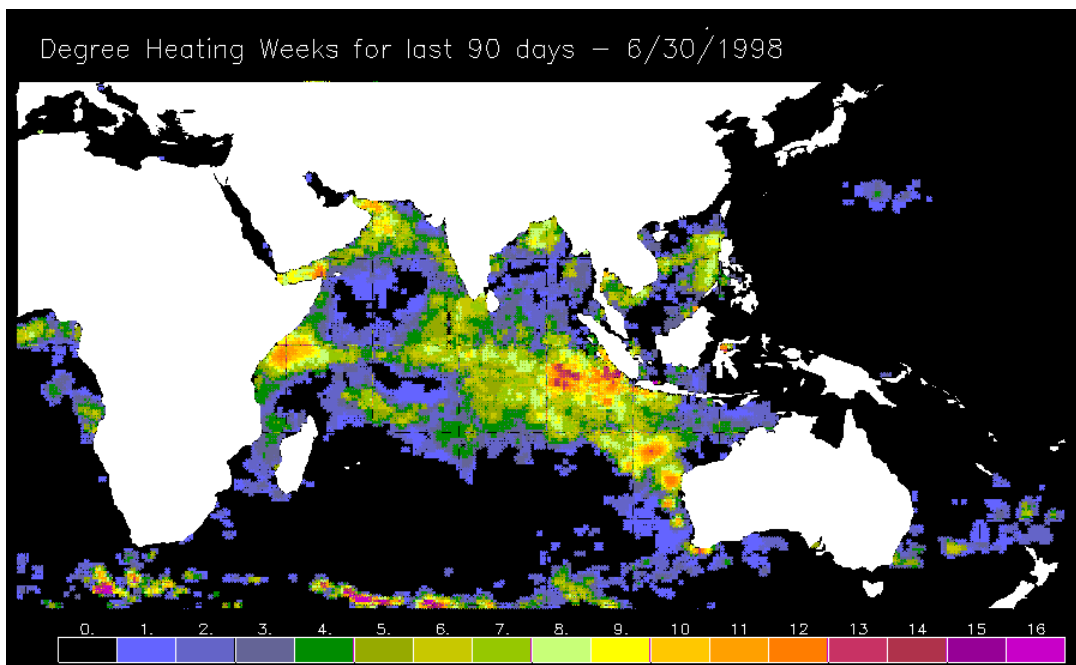 Degree Heating Weeks for last 90 days – 6/30/1998
0. 1. 2. 3. 4. 5. 6. 7. 8. 9. 10 11 12 13 14 15 16